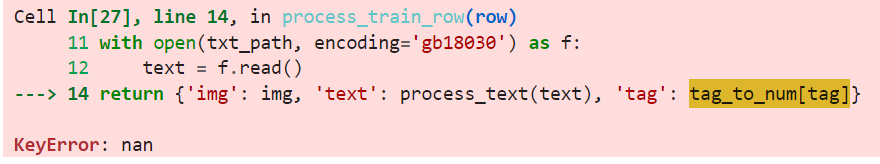 Cell In[27], line 14, in process_train_row(row)
     11 with open(txt_path, encoding='gb18030') as f:
     12     text = f.read()
---> 14 return {'img': img, 'text': process_text(text), 'tag': tag_to_num[tag]}

KeyError: nan